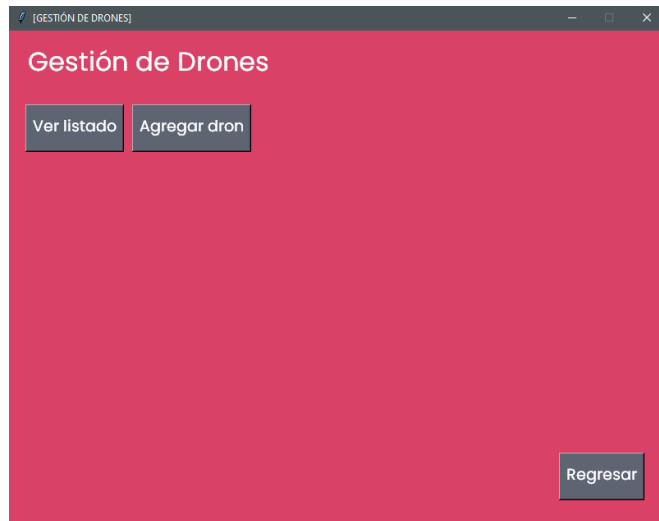 [GESTIÓN DE DRONES]
Gestión de Drones
Ver listado Agregar dron
Regresar